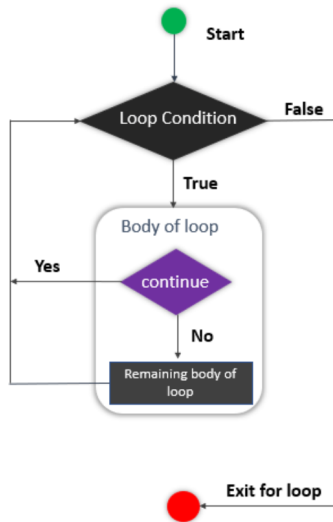 Start
Loop Condition
False
True
Body of loop
Yes
continue
No
Remaining body of
loop
Exit for loop